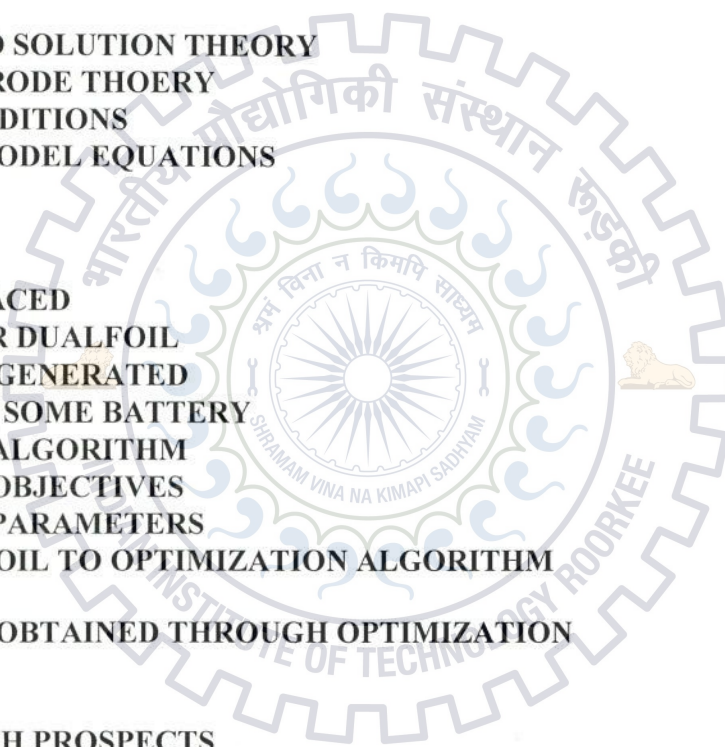 SOLUTION THEORY
RODE THOERY
DITIONS
ODEL EQUATIONS
ACED
R DUALFOIL
GENERATED
SOME BATTERY
ALGORITHM
OBJECTIVES
PARAMETERS
OIL TO OPTIMIZATION ALGORITHM
OBTAINED THROUGH OPTIMIZATION
H PROSPECTS
भारतीय प्रौद्योगिकी संस्थान रुड़की
श्रमं विना न किमपि साध्यम्
SHRAMAM VINA NA KIMAPI SADHYAM
INDIAN INSTITUTE OF TECHNOLOGY ROORKEE